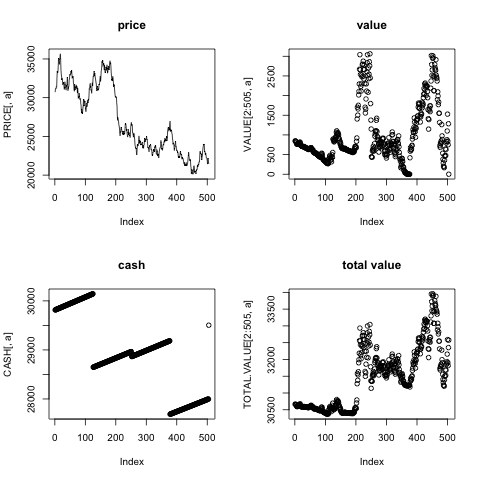 price
PRICE[, a]
35000
30000
25000
20000
0 100 200 300 400 500
Index
value
VALUE[2:505, a]
2500
1500
500
0
0 100 200 300 400 500
Index
cash
CASH[, a]
30000
29000
28000
0 100 200 300 400 500
Index
total value
TOTAL.VALUE[2:505, a]
33500
32000
30500
0 100 200 300 400 500
Index